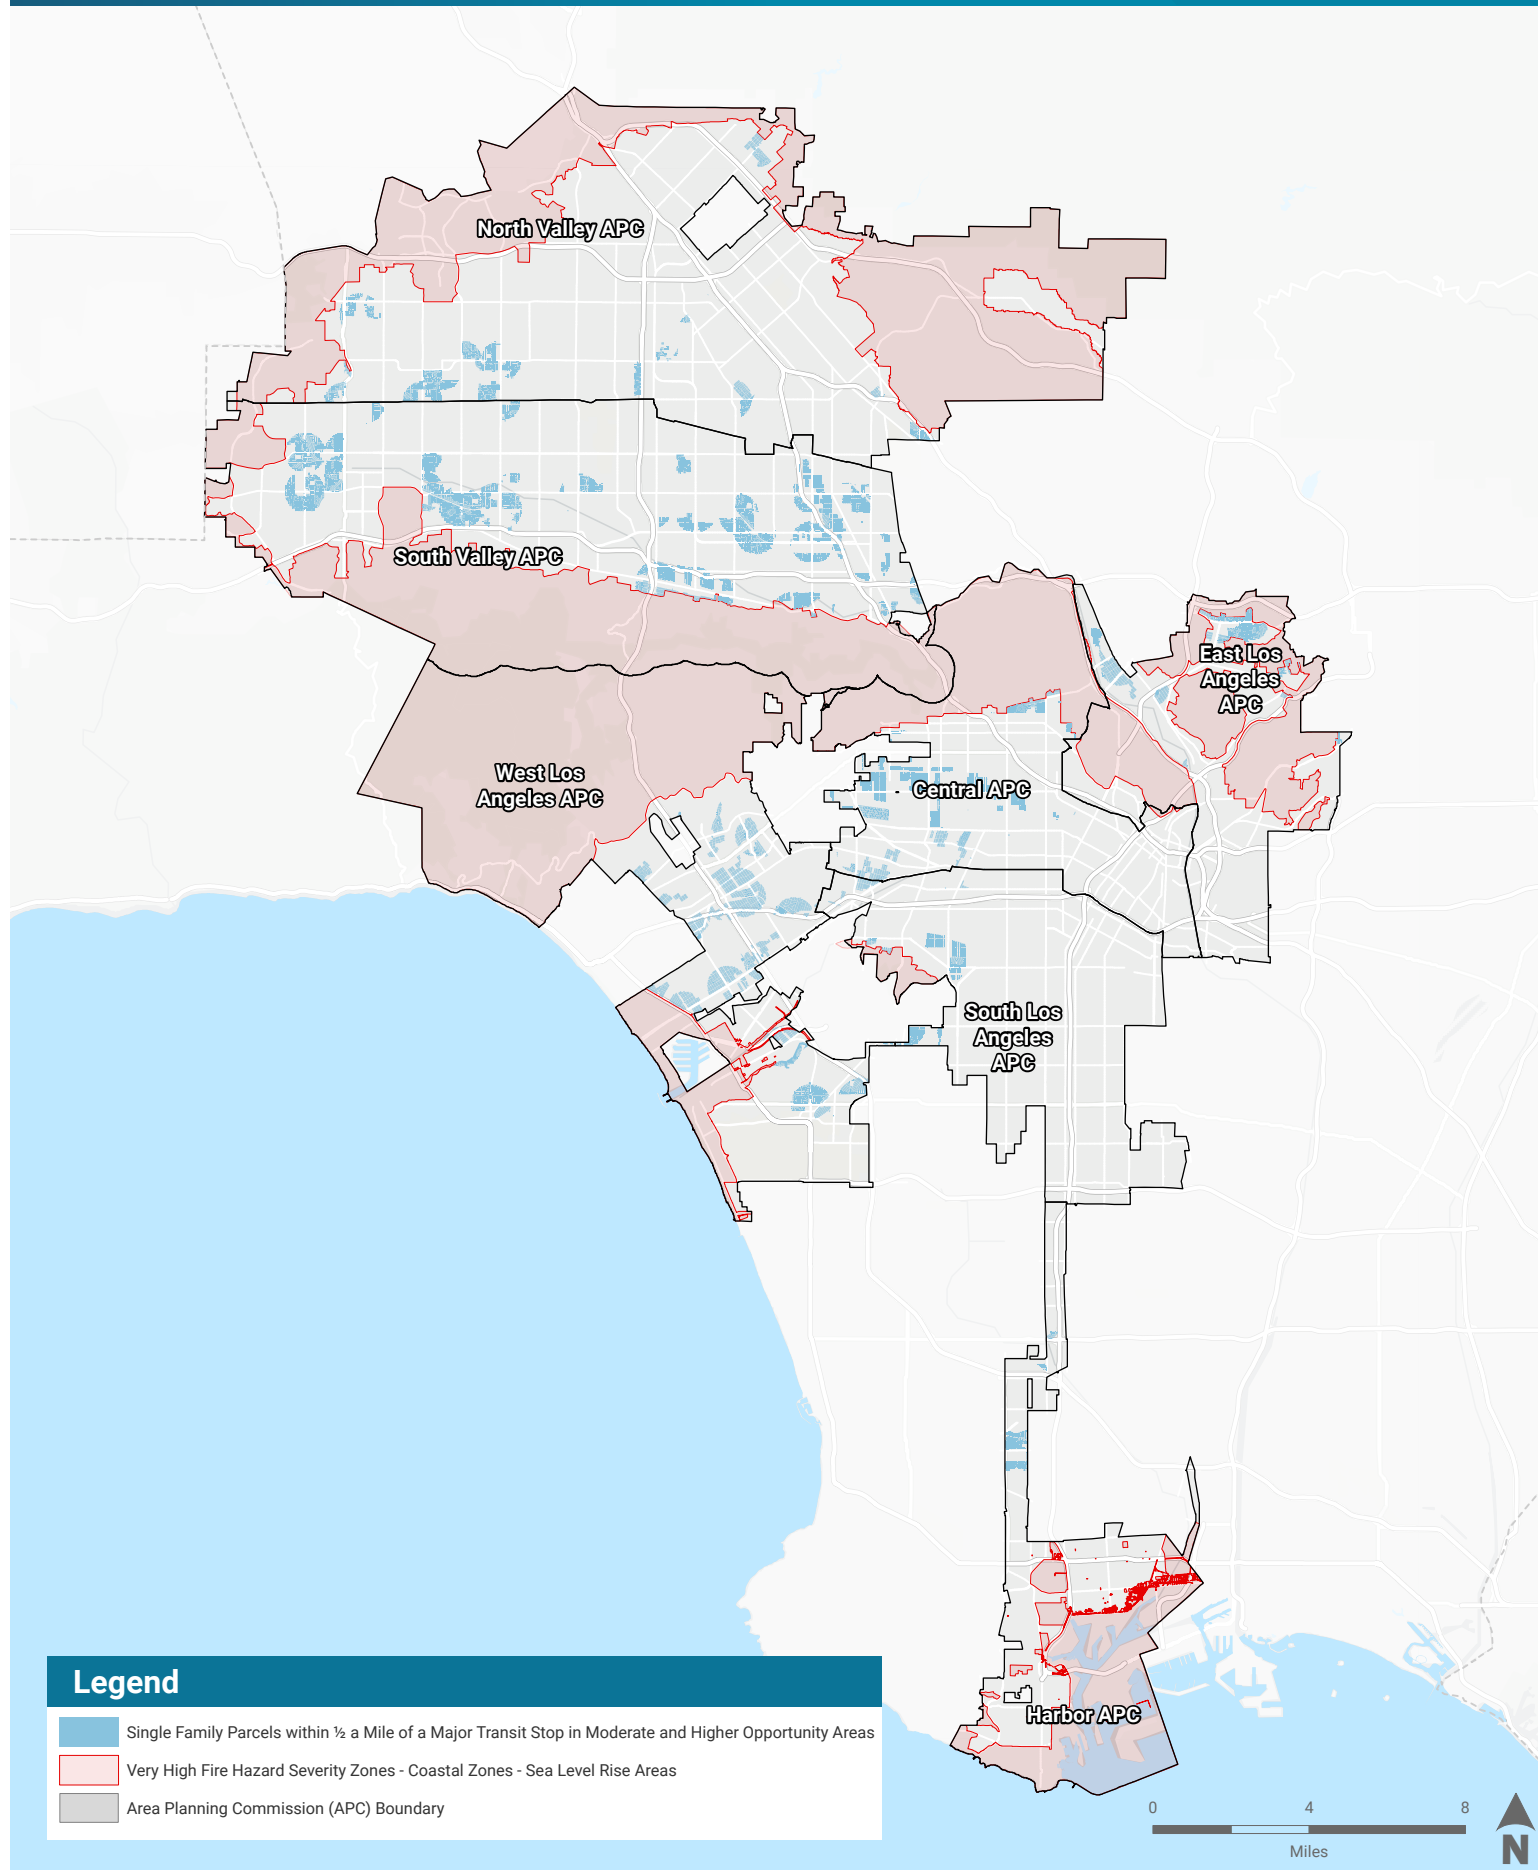 North Valley APC
South Valley APC
East Los
Angeles
APC
West Los
Angeles APC
Central APC
South Los
Angeles
APC
Harbor APC
Legend
Single Family Parcels within ½ a Mile of a Major Transit Stop in Moderate and Higher Opportunity Areas
Very High Fire Hazard Severity Zones - Coastal Zones - Sea Level Rise Areas
Area Planning Commission (APC) Boundary
0 4 8
Miles
N